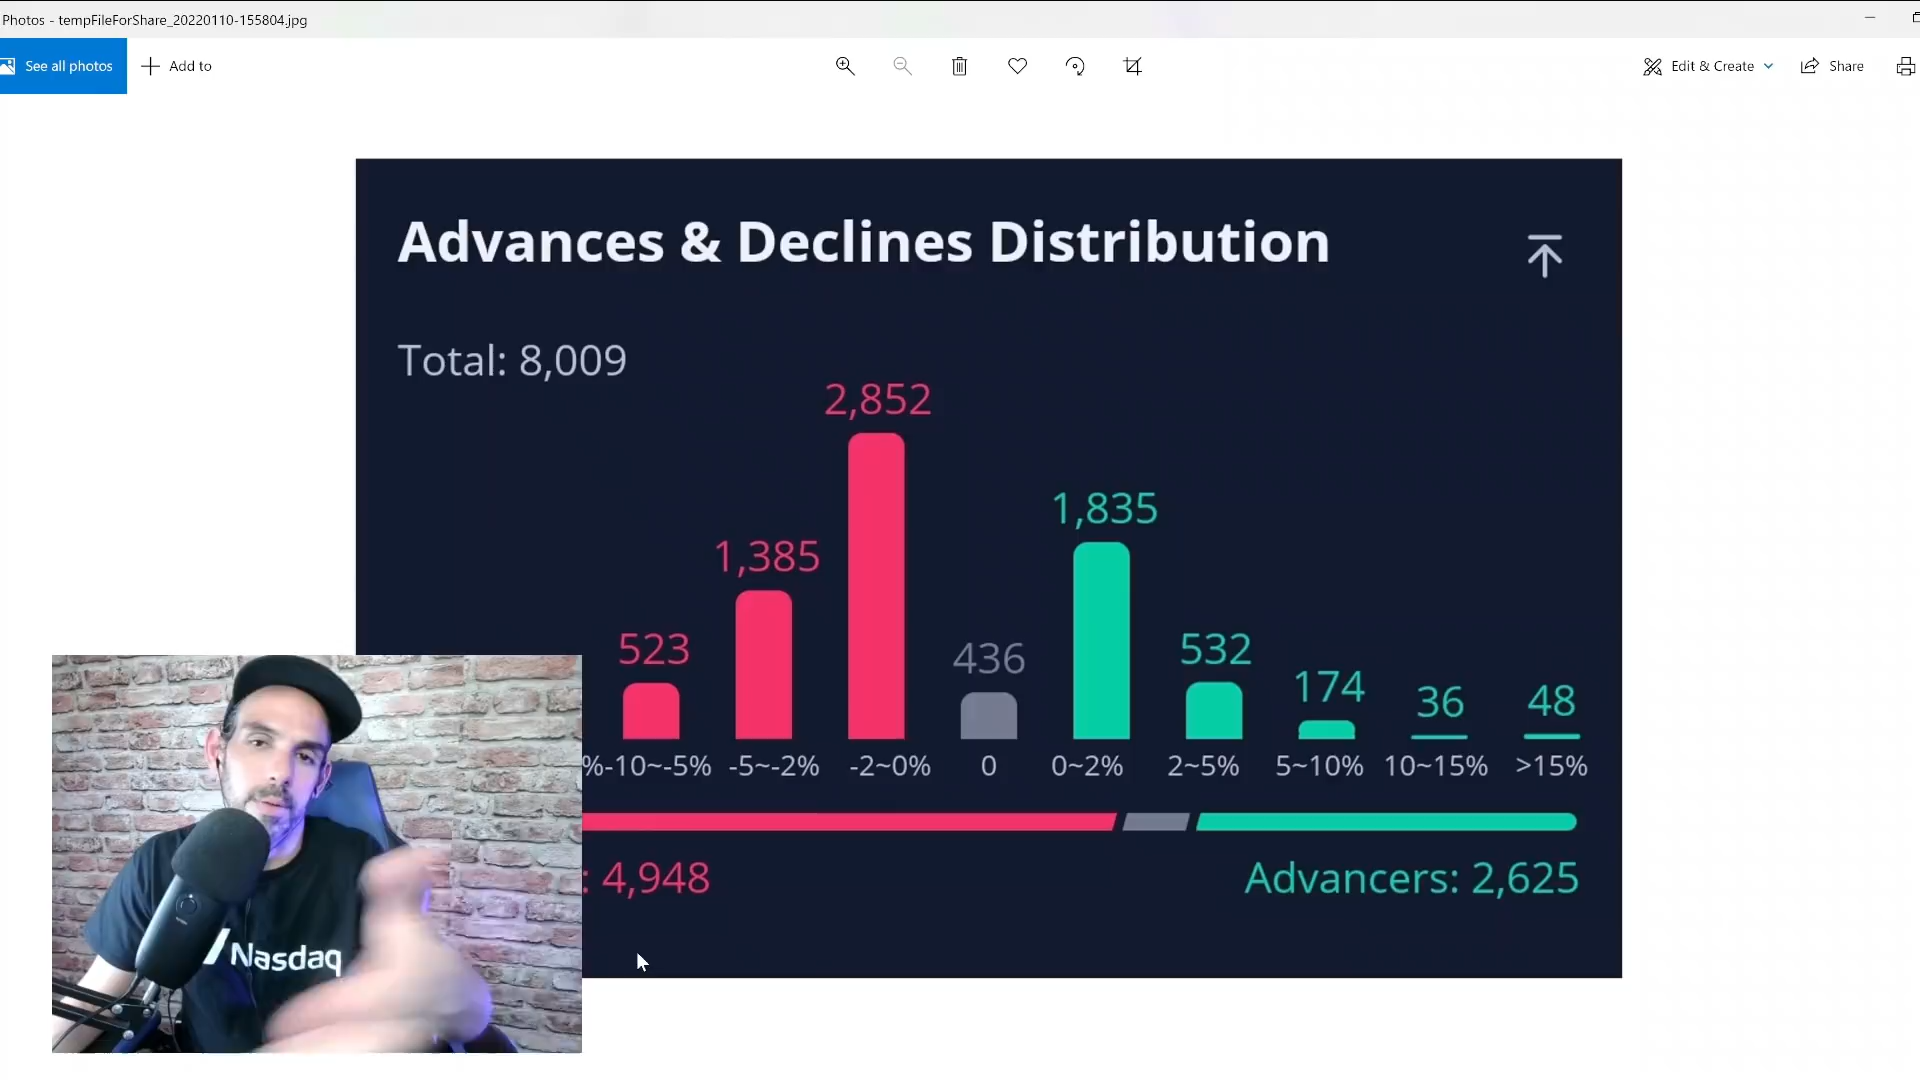 Photos - tempFileForShare_20220110-155804.jpg
See all photos
Add to
Edit & Create
Share
Advances & Declines Distribution
Total: 8,009
2,852
1,835
1,385
523
532
436
174
36
48
%-10~-5% -5~-2% -2~0% 0 0~2% 2~5% 5~10% 10~15% >15%
: 4,948
Advancers: 2,625
Nasdaq